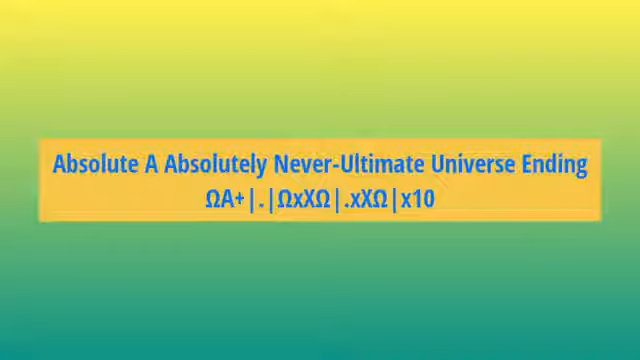 Absolute A Absolutely Never-Ultimate Universe Ending
ΩA+|.|ΩxXΩ|.xXΩ|x10